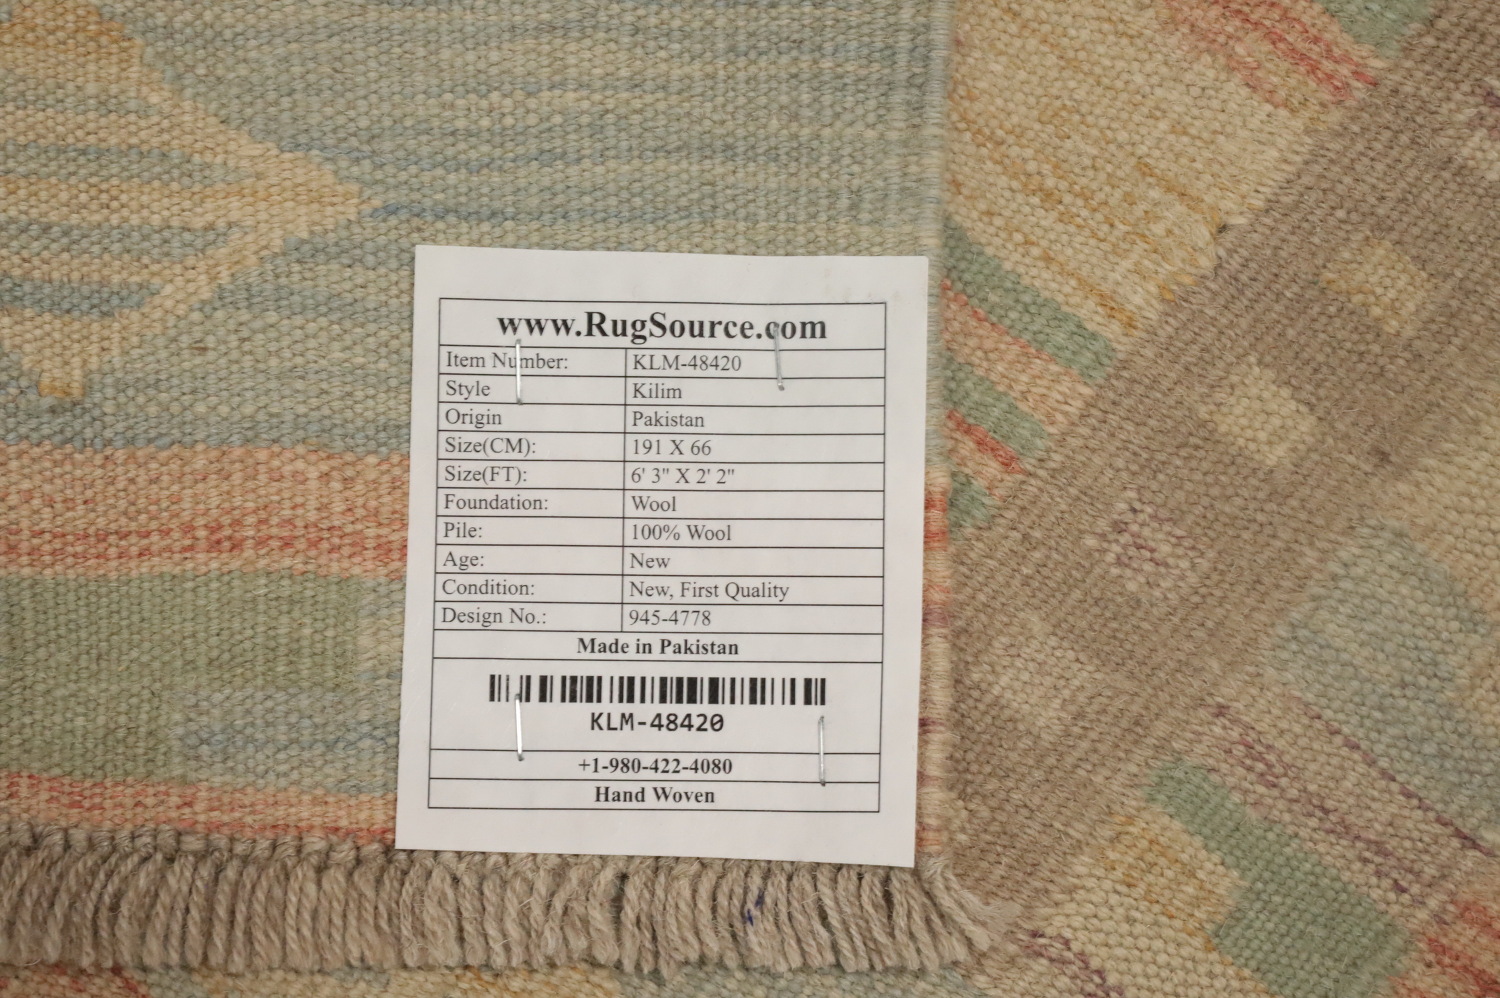 www.RugSource.com
Item Number: KLM-48420
Style Kilim
Origin Pakistan
Size(CM): 191 X 66
Size(FT): 6' 3" X 2' 2"
Foundation: Wool
Pile: 100% Wool
Age: New
Condition: New, First Quality
Design No.: 945-4778
Made in Pakistan
KLM-48420
+1-980-422-4080
Hand Woven